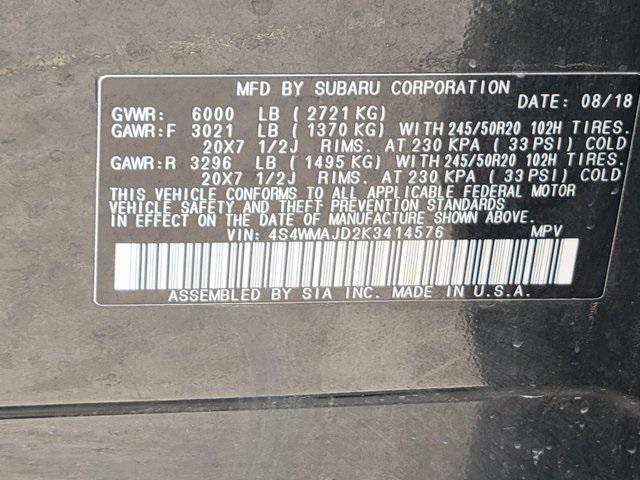 MFD BY SUBARU CORPORATION
DATE: 08/18
GVWR: 6000 LB ( 2721 KG)
GAWR:F 3021 LB ( 1370 KG) WITH 245/50R20 102H TIRES.
20X7 1/2J RIMS. AT 230 KPA ( 33 PSI) COLD
GAWR:R 3296 LB ( 1495 KG) WITH 245/50R20 102H TIRES.
20X7 1/2J RIMS. AT 230 KPA ( 33 PSI) COLD
THIS VEHICLE CONFORMS TO ALL APPLICABLE FEDERAL MOTOR
VEHICLE SAFETY AND THEFT PREVENTION STANDARDS
IN EFFECT ON THE DATE OF MANUFACTURE SHOWN ABOVE.
VIN: 4S4WMAJD2K3414576 MPV
ASSEMBLED BY SIA INC. MADE IN U.S.A.